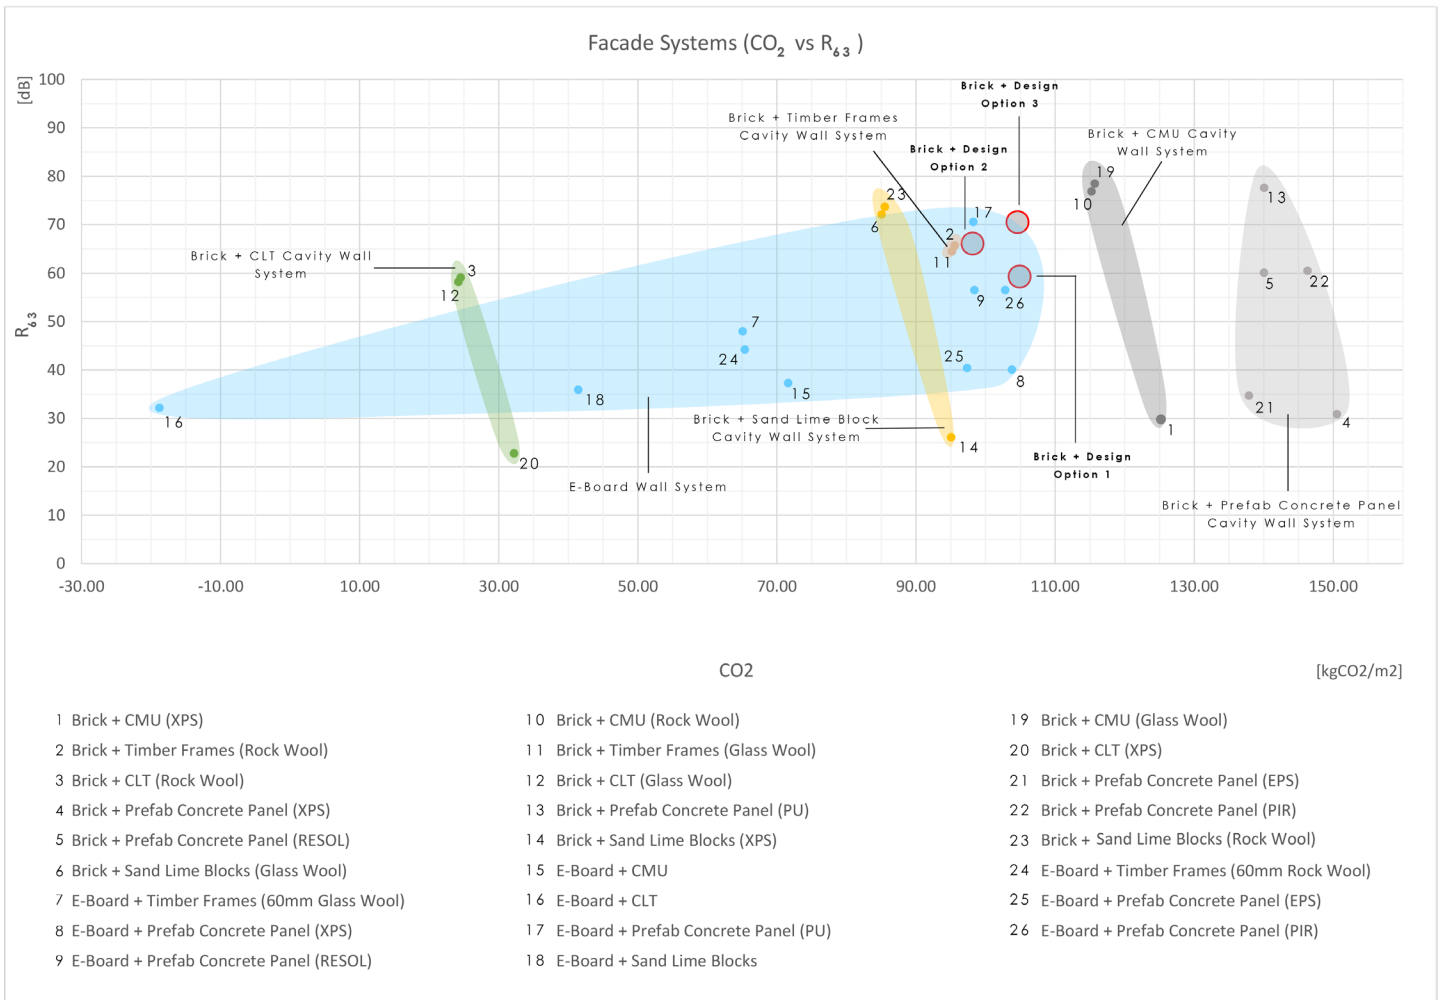 Facade Systems (CO2 vs R63 )
[dB]
100
90
80
70
60
50
40
30
20
10
0
R63
Brick + Design
Option 3
Brick + Timber Frames
Cavity Wall System
Brick + Design
Option 2
Brick + CMU Cavity
Wall System
Brick + CLT Cavity Wall
System
Brick + Sand Lime Block
Cavity Wall System
Brick + Design
Option 1
E-Board Wall System
Brick + Prefab Concrete Panel
Cavity Wall System
19
10
13
23
6
17
2
11
3
12
5
22
9
26
7
24
25
8
15
18
16
21
4
1
14
20
-30.00
-10.00
10.00
30.00
50.00
70.00
90.00
110.00
130.00
150.00
CO2
[kgCO2/m2]
1 Brick + CMU (XPS)
2 Brick + Timber Frames (Rock Wool)
3 Brick + CLT (Rock Wool)
4 Brick + Prefab Concrete Panel (XPS)
5 Brick + Prefab Concrete Panel (RESOL)
6 Brick + Sand Lime Blocks (Glass Wool)
7 E-Board + Timber Frames (60mm Glass Wool)
8 E-Board + Prefab Concrete Panel (XPS)
9 E-Board + Prefab Concrete Panel (RESOL)
10 Brick + CMU (Rock Wool)
11 Brick + Timber Frames (Glass Wool)
12 Brick + CLT (Glass Wool)
13 Brick + Prefab Concrete Panel (PU)
14 Brick + Sand Lime Blocks (XPS)
15 E-Board + CMU
16 E-Board + CLT
17 E-Board + Prefab Concrete Panel (PU)
18 E-Board + Sand Lime Blocks
19 Brick + CMU (Glass Wool)
20 Brick + CLT (XPS)
21 Brick + Prefab Concrete Panel (EPS)
22 Brick + Prefab Concrete Panel (PIR)
23 Brick + Sand Lime Blocks (Rock Wool)
24 E-Board + Timber Frames (60mm Rock Wool)
25 E-Board + Prefab Concrete Panel (EPS)
26 E-Board + Prefab Concrete Panel (PIR)